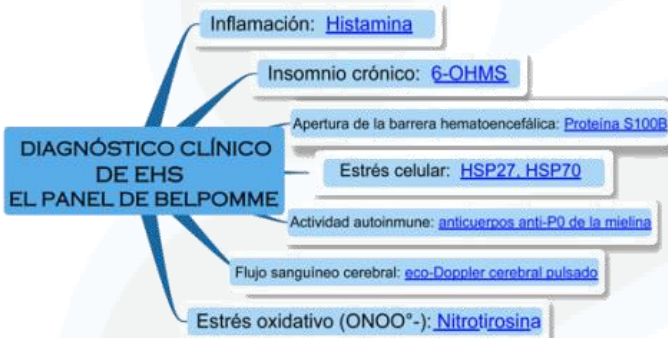 Inflamación: Histamina
Insomnio crónico: 6-OHMS
Apertura de la barrera hematoencefálica: Proteína S100B
DIAGNÓSTICO CLÍNICO
DE EHS
EL PANEL DE BELPOMME
Estrés celular: HSP27, HSP70
Actividad autoinmune: anticuerpos anti-P0 de la mielina
Flujo sanguíneo cerebral: eco-Doppler cerebral pulsado
Estrés oxidativo (ONOO°-): Nitrotirosina